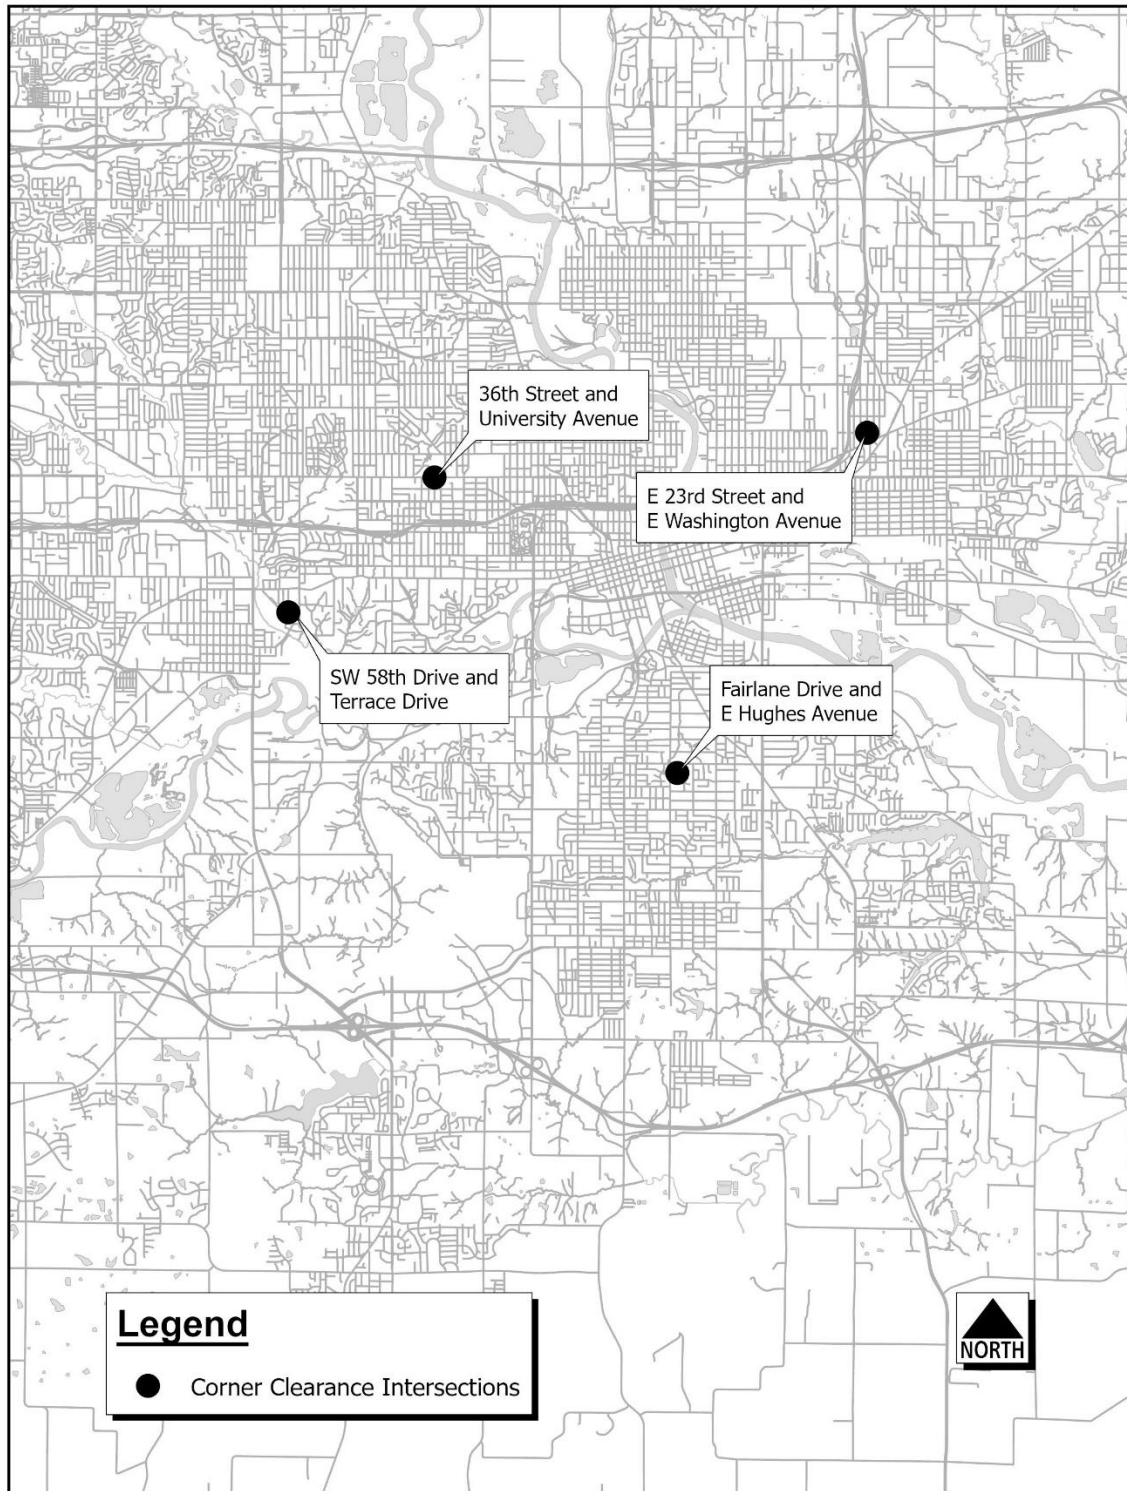 36th Street and
University Avenue
E 23rd Street and
E Washington Avenue
SW 58th Drive and
Terrace Drive
Fairlane Drive and
E Hughes Avenue
Legend
Corner Clearance Intersections
NORTH